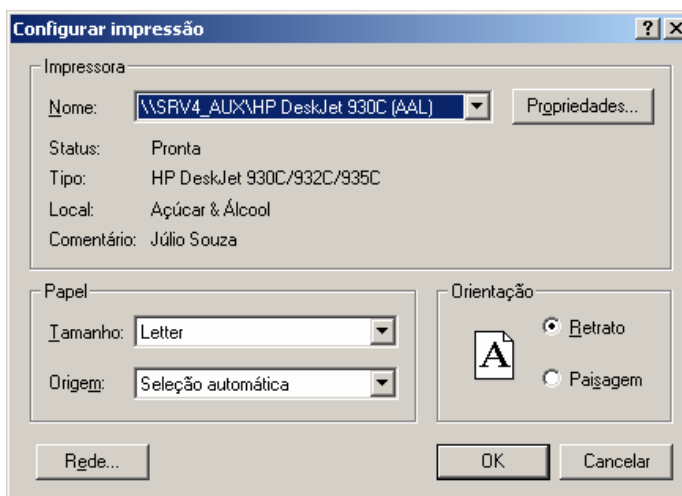 Configurar impressão
Impressora
Nome: \\SRV4_AUX\HP DeskJet 930C (AAL) Propriedades...
Status: Pronta
Tipo: HP DeskJet 930C/932C/935C
Local: Açúcar & Álcool
Comentário: Júlio Souza
Papel
Tamanho: Letter
Origem: Seleção automática
Orientação
A
Retrato
Paisagem
Rede... OK Cancelar